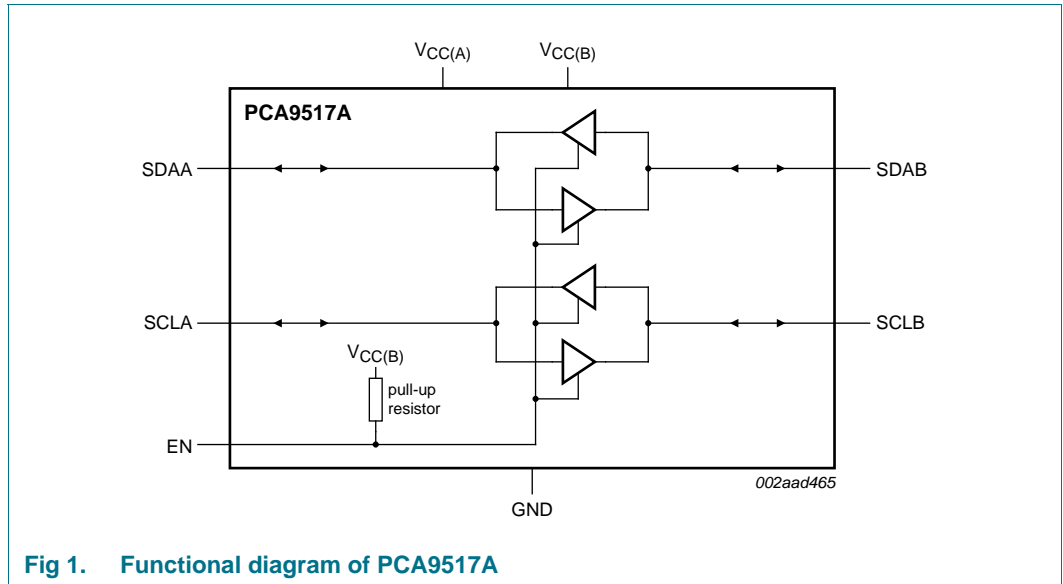 VCC(A) VCC(B)
PCA9517A
SDAA SDAB
SCLA SCLB
VCC(B)
pull-up
resistor
EN
002aad465
GND
Fig 1. Functional diagram of PCA9517A